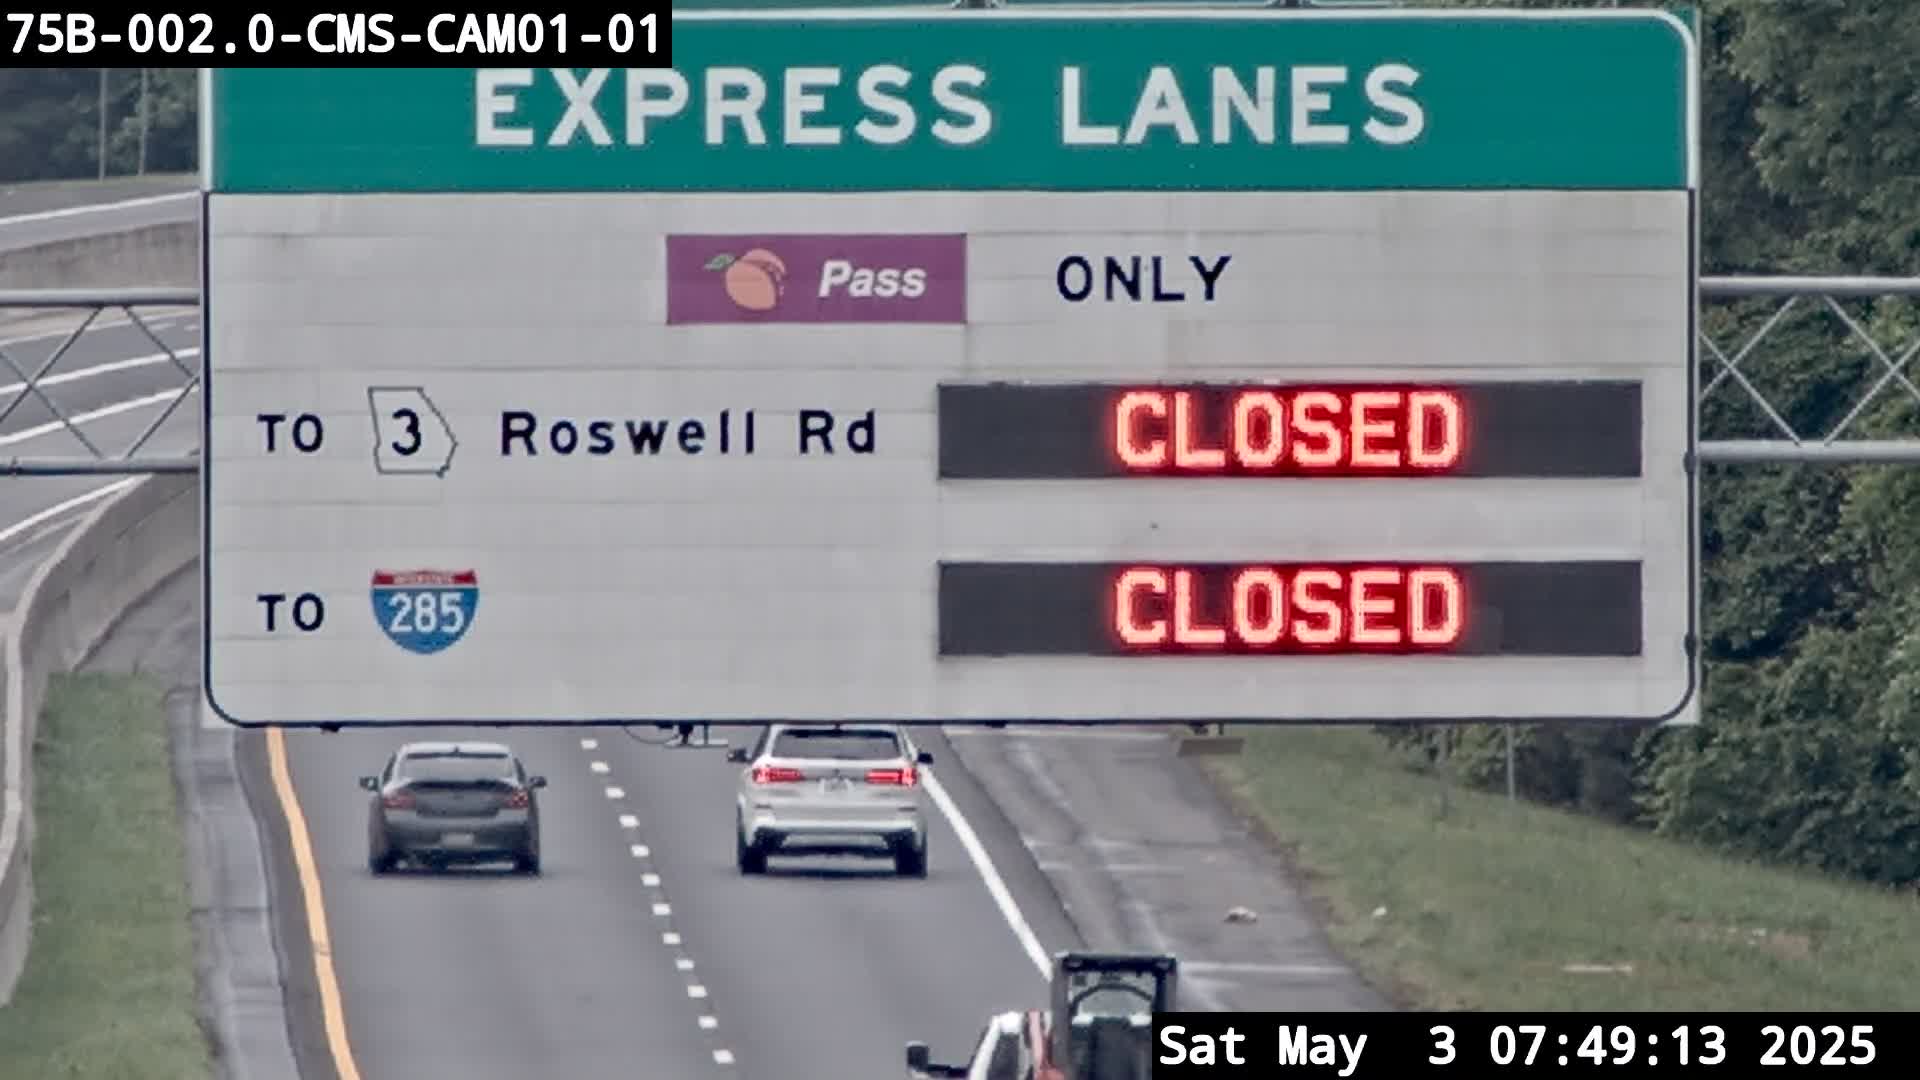 75B-002.0-CMS-CAM01-01
EXPRESS LANES
Pass ONLY
TO 3 Roswell Rd CLOSED
TO INTERSTATE 285 CLOSED
Sat May 3 07:49:13 2025